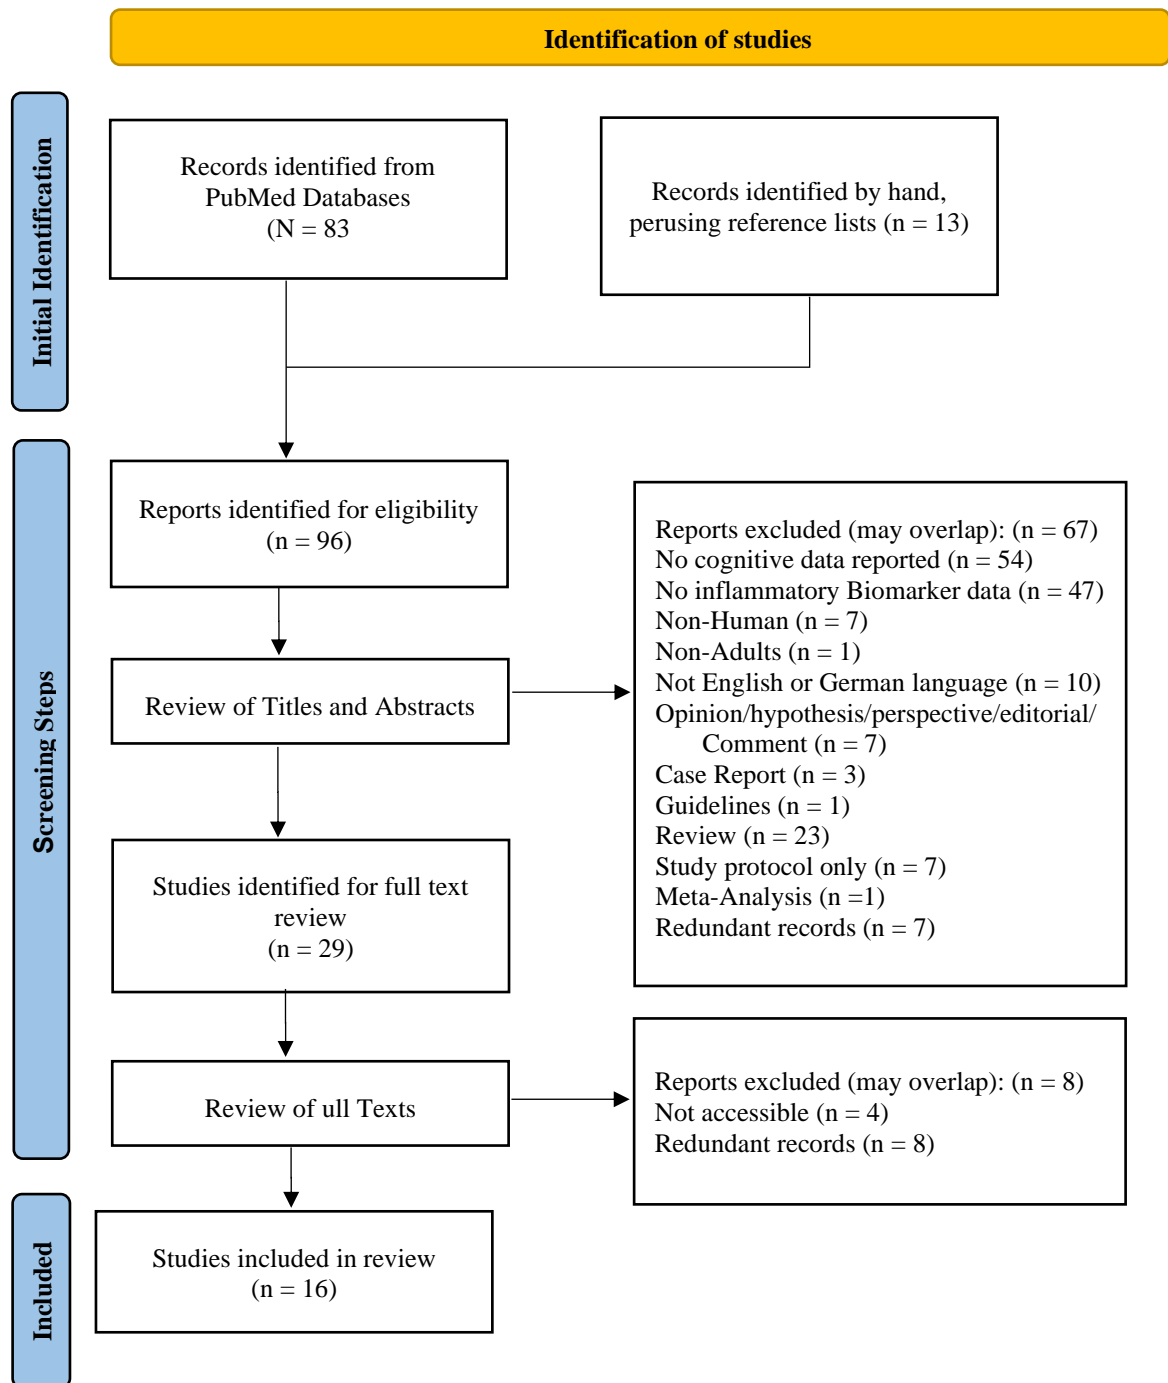 Identification of studies
Initial Identification
Records identified from
PubMed Databases
(N = 83
Records identified by hand,
perusing reference lists (n = 13)
Screening Steps
Reports identified for eligibility
(n = 96)
Review of Titles and Abstracts
Reports excluded (may overlap): (n = 67)
No cognitive data reported (n = 54)
No inflammatory Biomarker data (n = 47)
Non-Human (n = 7)
Non-Adults (n = 1)
Not English or German language (n = 10)
Opinion/hypothesis/perspective/editorial/
Comment (n = 7)
Case Report (n = 3)
Guidelines (n = 1)
Review (n = 23)
Study protocol only (n = 7)
Meta-Analysis (n =1)
Redundant records (n = 7)
Studies identified for full text
review
(n = 29)
Review of ull Texts
Reports excluded (may overlap): (n = 8)
Not accessible (n = 4)
Redundant records (n = 8)
Included
Studies included in review
(n = 16)